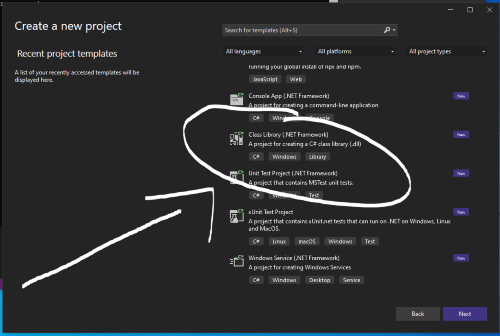 Create a new project
Search for templates (Alt+S)
Recent project templates
All languages
All platforms
All project types
A list of your recently accessed templates will be
displayed here.
running your global install of npx and npm.
JavaScript
Web
Console App (.NET Framework)
New
A project for creating a command-line application
C#
Windows
Console
Class Library (.NET Framework)
New
A project for creating a C# class library (.dll)
C#
Windows
Library
Unit Test Project (.NET Framework)
New
A project that contains MSTest unit tests.
C#
Windows
Test
xUnit Test Project
New
A project that contains xUnit.net tests that can run on .NET on Windows, Linux
and MacOS.
C#
Linux
macOS
Windows
Test
Windows Service (.NET Framework)
New
A project for creating Windows Services
C#
Windows
Desktop
Service
Back
Next